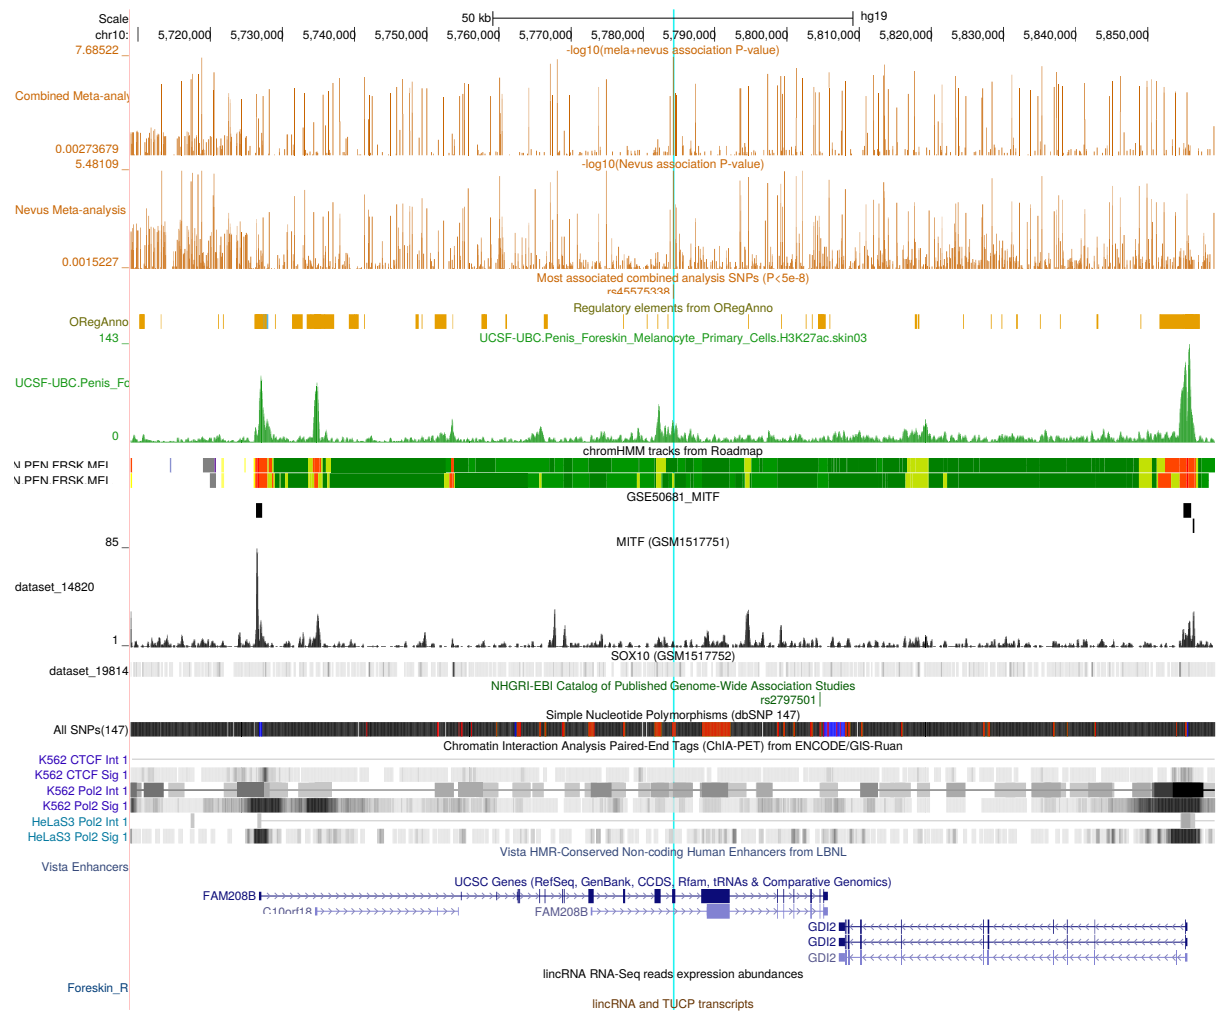 Scale 50 kb hg19
chr10: 5,720,000 5,730,000 5,740,000 5,750,000 5,760,000 5,770,000 5,780,000 5,790,000 5,800,000 5,810,000 5,820,000 5,830,000 5,840,000 5,850,000
-log10(mela+nevus association P-value)
7.68522
Combined Meta-analy
0.00273679
-log10(Nevus association P-value)
5.48109
Nevus Meta-analysis
0.0015227
Most associated combined analysis SNPs (P<5e-8)
rs45575338
Regulatory elements from ORegAnno
ORegAnno
UCSF-UBC.Penis_Foreskin_Melanocyte_Primary_Cells.H3K27ac.skin03
143
UCSF-UBC.Penis_Fo
0
chromHMM tracks from Roadmap
N.PEN.FRSK.MEL
N.PEN.FRSK.MEL
GSE50681_MITF
MITF (GSM1517751)
85
dataset_14820
1
SOX10 (GSM1517752)
dataset_19814
NHGRI-EBI Catalog of Published Genome-Wide Association Studies
rs2797501
Simple Nucleotide Polymorphisms (dbSNP 147)
All SNPs(147)
Chromatin Interaction Analysis Paired-End Tags (ChIA-PET) from ENCODE/GIS-Ruan
K562 CTCF Int 1
K562 CTCF Sig 1
K562 Pol2 Int 1
K562 Pol2 Sig 1
HeLaS3 Pol2 Int 1
HeLaS3 Pol2 Sig 1
Vista HMR-Conserved Non-coding Human Enhancers from LBNL
Vista Enhancers
UCSC Genes (RefSeq, GenBank, CCDS, Rfam, tRNAs & Comparative Genomics)
FAM208B
C10orf18 FAM208B
GDI2
GDI2
GDI2
lincRNA RNA-Seq reads expression abundances
Foreskin_R
lincRNA and TUCP transcripts